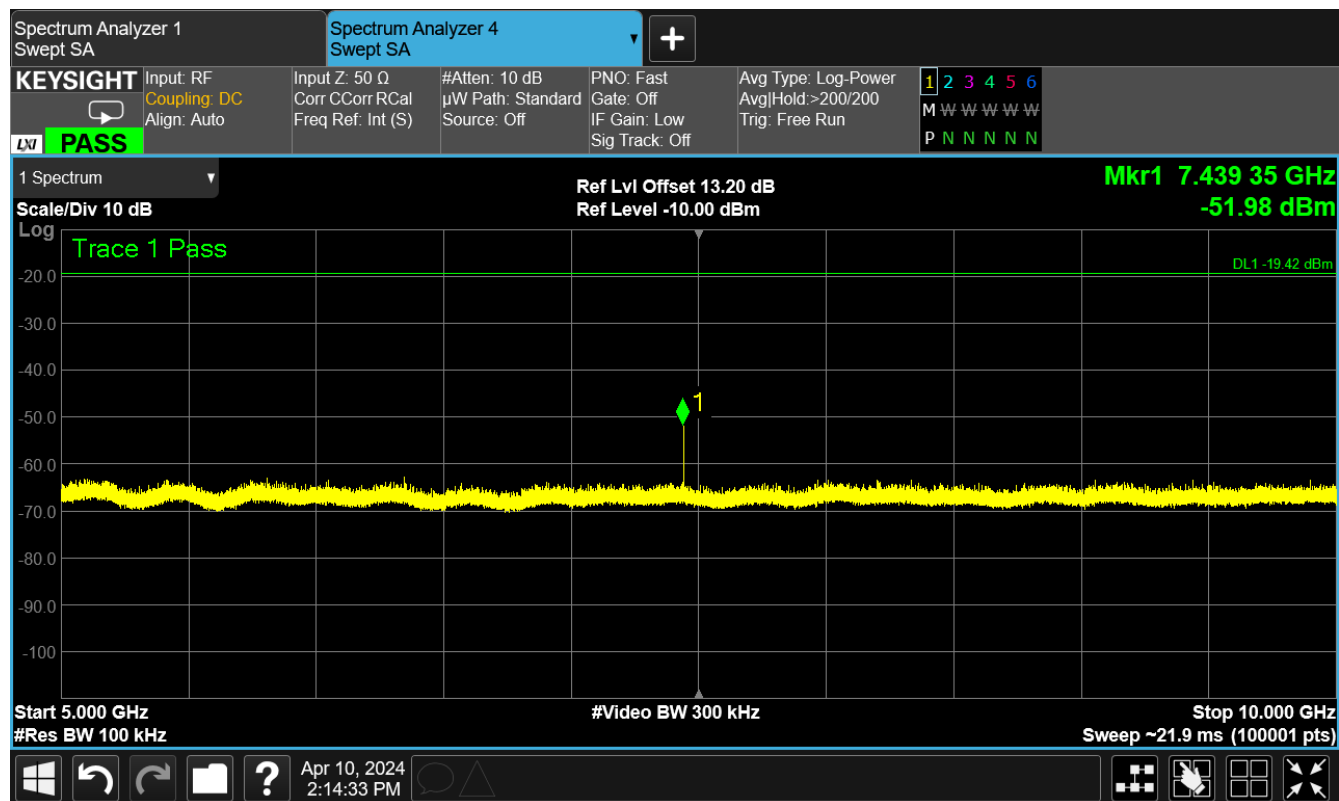 Spectrum Analyzer 1
Swept SA
Spectrum Analyzer 4
Swept SA
KEYSIGHT
LXI
PASS
Input: RF
Coupling: DC
Align: Auto
Input Z: 50 Ω
Corr CCorr RCal
Freq Ref: Int (S)
#Atten: 10 dB
µW Path: Standard
Source: Off
PNO: Fast
Gate: Off
IF Gain: Low
Sig Track: Off
Avg Type: Log-Power
Avg|Hold:>200/200
Trig: Free Run
1 2 3 4 5 6
M W W W W W
P N N N N N
1 Spectrum
Scale/Div 10 dB
Ref Lvl Offset 13.20 dB
Ref Level -10.00 dBm
Mkr1 7.439 35 GHz
-51.98 dBm
Log
Trace 1 Pass
DL1 -19.42 dBm
-20.0
-30.0
-40.0
1
-50.0
-60.0
-70.0
-80.0
-90.0
-100
Start 5.000 GHz
#Video BW 300 kHz
Stop 10.000 GHz
#Res BW 100 kHz
Sweep ~21.9 ms (100001 pts)
?
Apr 10, 2024
2:14:33 PM